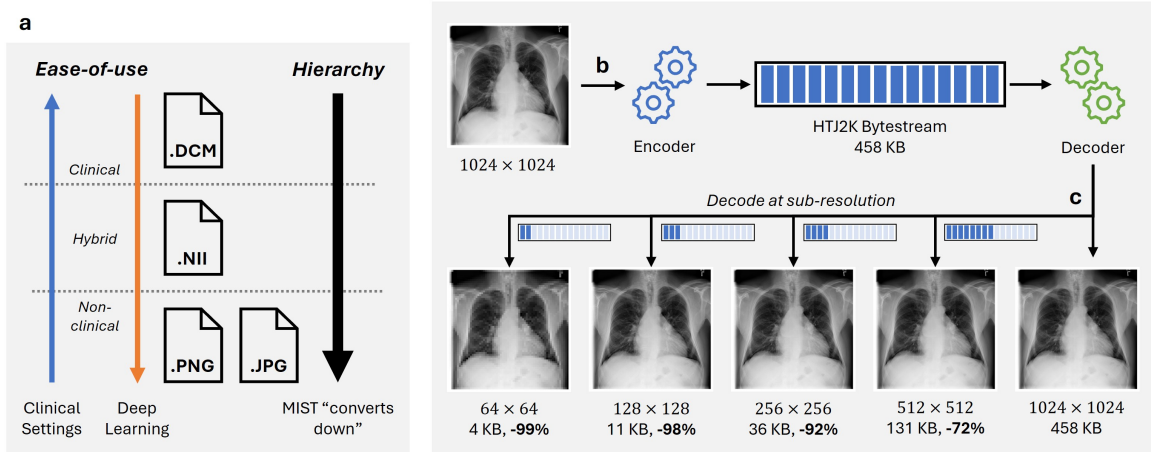 a
Ease-of-use
Hierarchy
.DCM
Clinical
Hybrid
.NII
Non-
clinical
.PNG
.JPG
Clinical
Settings
Deep
Learning
MIST “converts
down”
1024 × 1024
b
Encoder
HTJ2K Bytestream
458 KB
Decoder
c
Decode at sub-resolution
64 × 64
4 KB, -99%
128 × 128
11 KB, -98%
256 × 256
36 KB, -92%
512 × 512
131 KB, -72%
1024 × 1024
458 KB